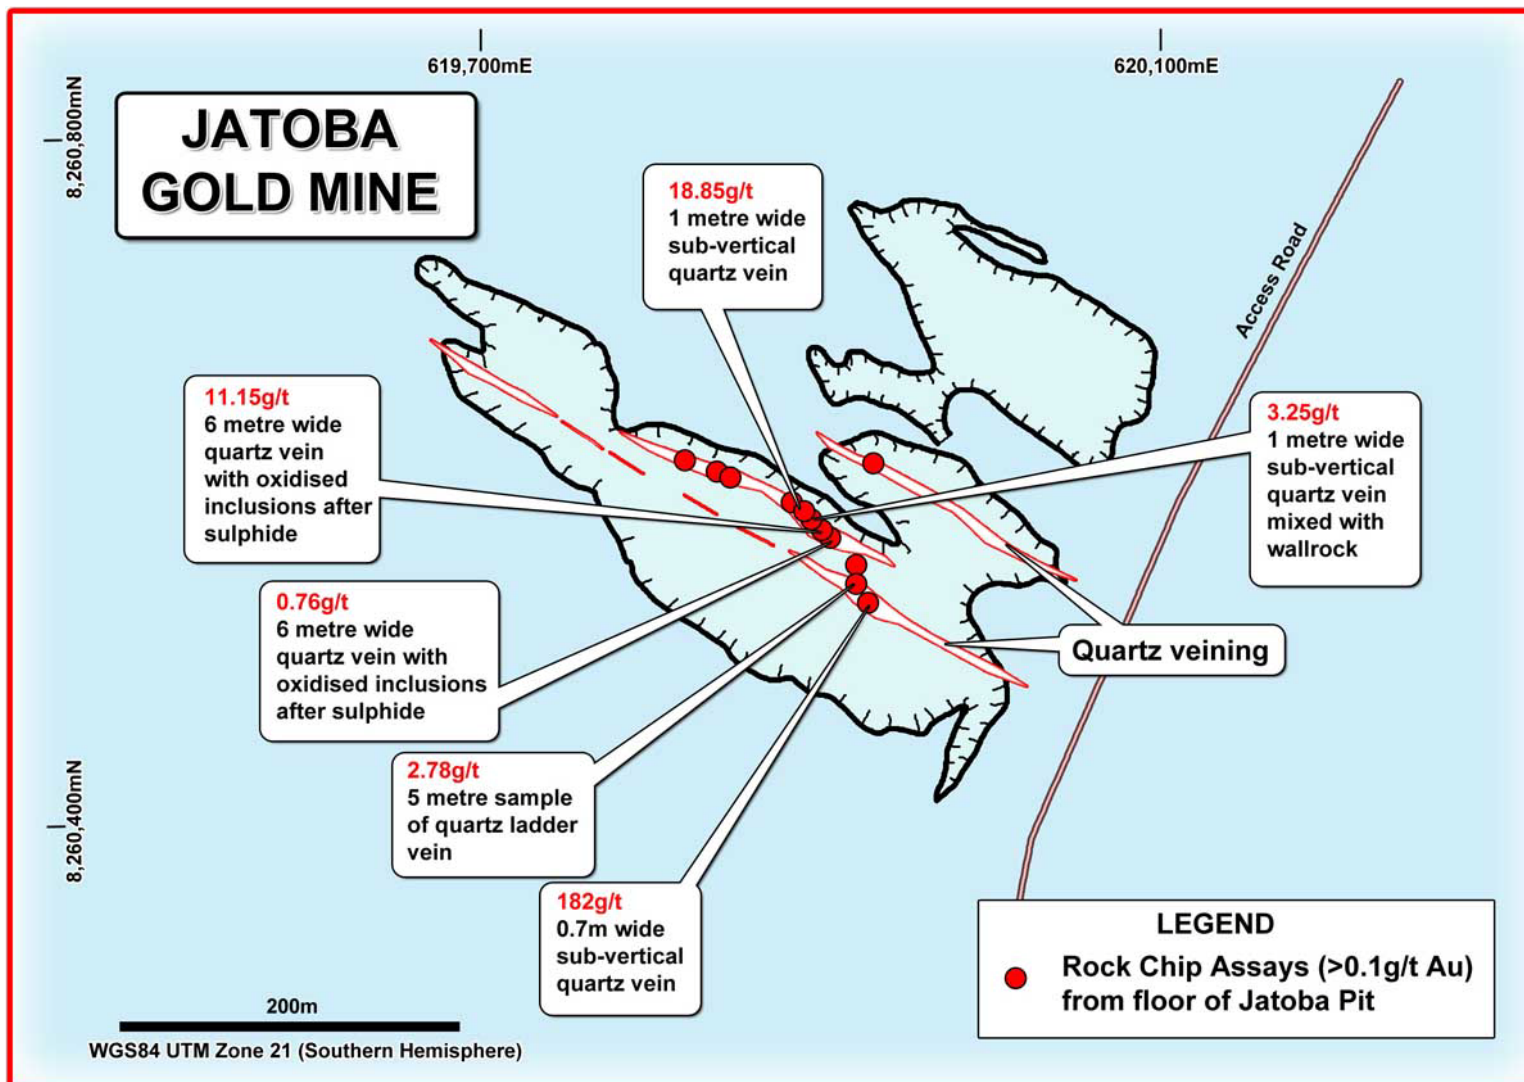 619,700mE
620,100mE
8,260,800mN
JATOBA
GOLD MINE
18.85g/t
1 metre wide
sub-vertical
quartz vein
Access Road
11.15g/t
6 metre wide
quartz vein
with oxidised
inclusions after
sulphide
3.25g/t
1 metre wide
sub-vertical
quartz vein
mixed with
wallrock
0.76g/t
6 metre wide
quartz vein with
oxidised inclusions
after sulphide
Quartz veining
8,260,400mN
2.78g/t
5 metre sample
of quartz ladder
vein
182g/t
0.7m wide
sub-vertical
quartz vein
LEGEND
Rock Chip Assays (>0.1g/t Au)
from floor of Jatoba Pit
200m
WGS84 UTM Zone 21 (Southern Hemisphere)